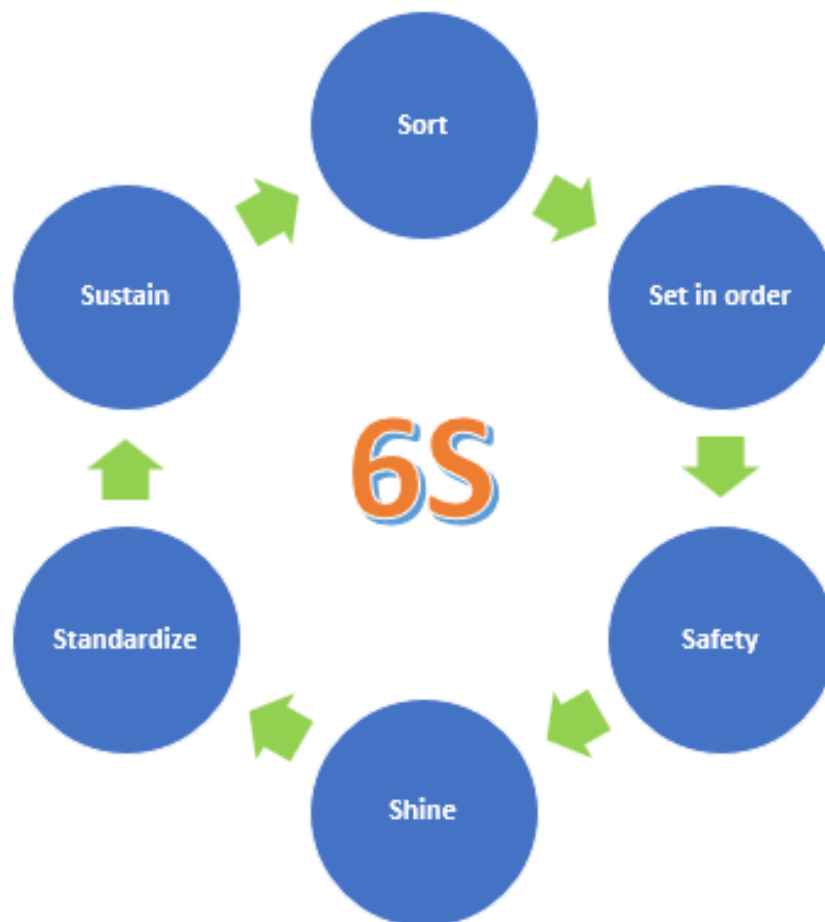 Sort
Set in order
Safety
Shine
Standardize
Sustain
6S